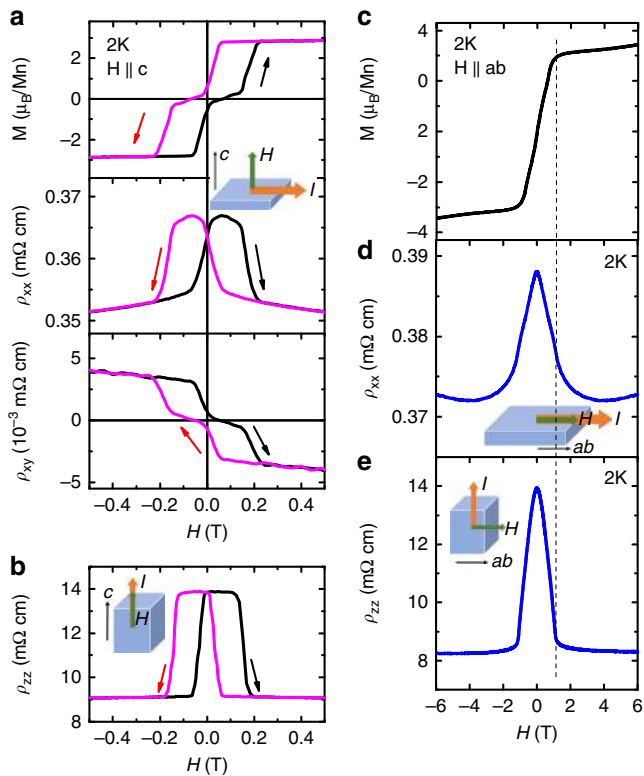 a
2K
H || c
M (μB/Mn)
2
0
−2
c
H
I
ρxx (mΩ cm)
0.37
0.36
0.35
ρxy (10⁻³ mΩ cm)
5
0
−5
−0.4 −0.2 0.0 0.2 0.4
H (T)
b
c
I
H
ρzz (mΩ cm)
14
12
10
8
−0.4 −0.2 0.0 0.2 0.4
H (T)
c
2K
H || ab
M (μB/Mn)
4
2
0
2
−4
d
2K
ρxx (mΩ cm)
0.39
0.38
0.37
H
I
ab
e
2K
I
H
ab
ρzz (mΩ cm)
14
12
10
8
−6 −4 −2 0 2 4 6
H (T)